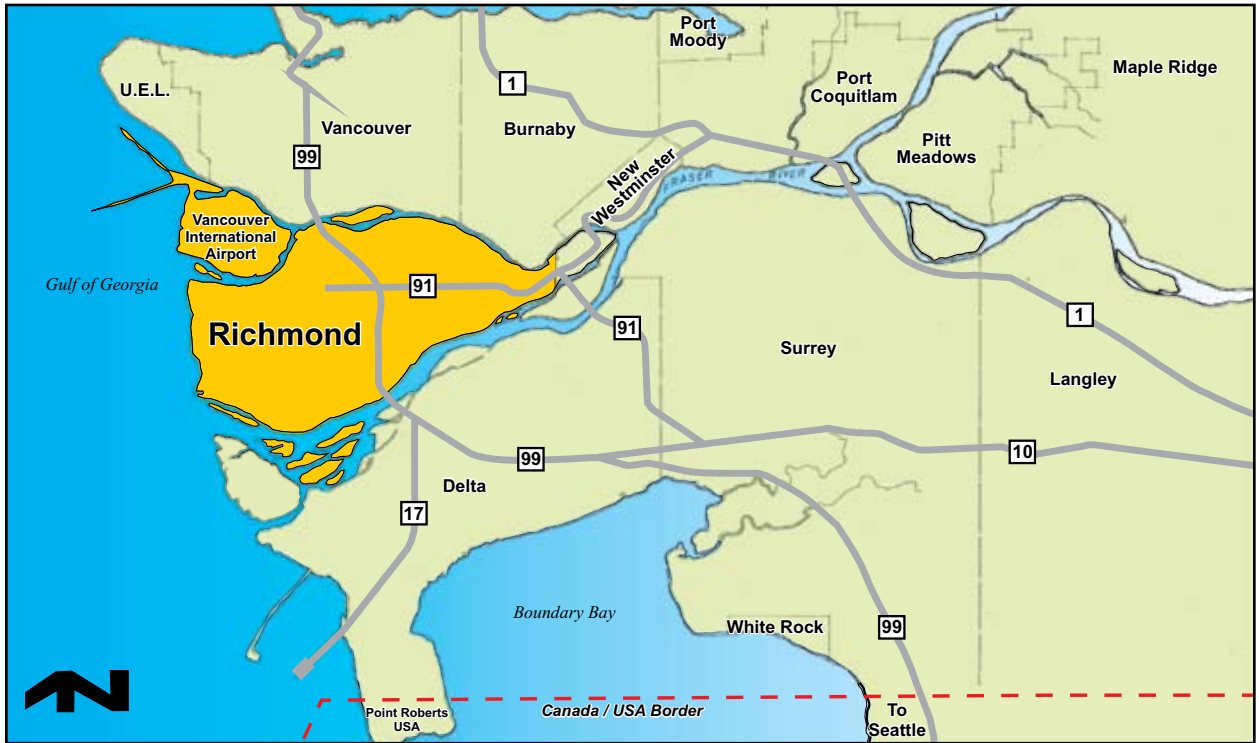 Port
Moody
Maple Ridge
U.E.L.
1
Port
Coquitlam
Vancouver
Burnaby
99
Pitt
Meadows
New
Westminster
FRASER RIVER
Vancouver
International
Airport
Gulf of Georgia
91
Richmond
91
1
Surrey
Langley
99
10
Delta
17
Boundary Bay
White Rock
99
N
Point Roberts
USA
Canada / USA Border
To
Seattle